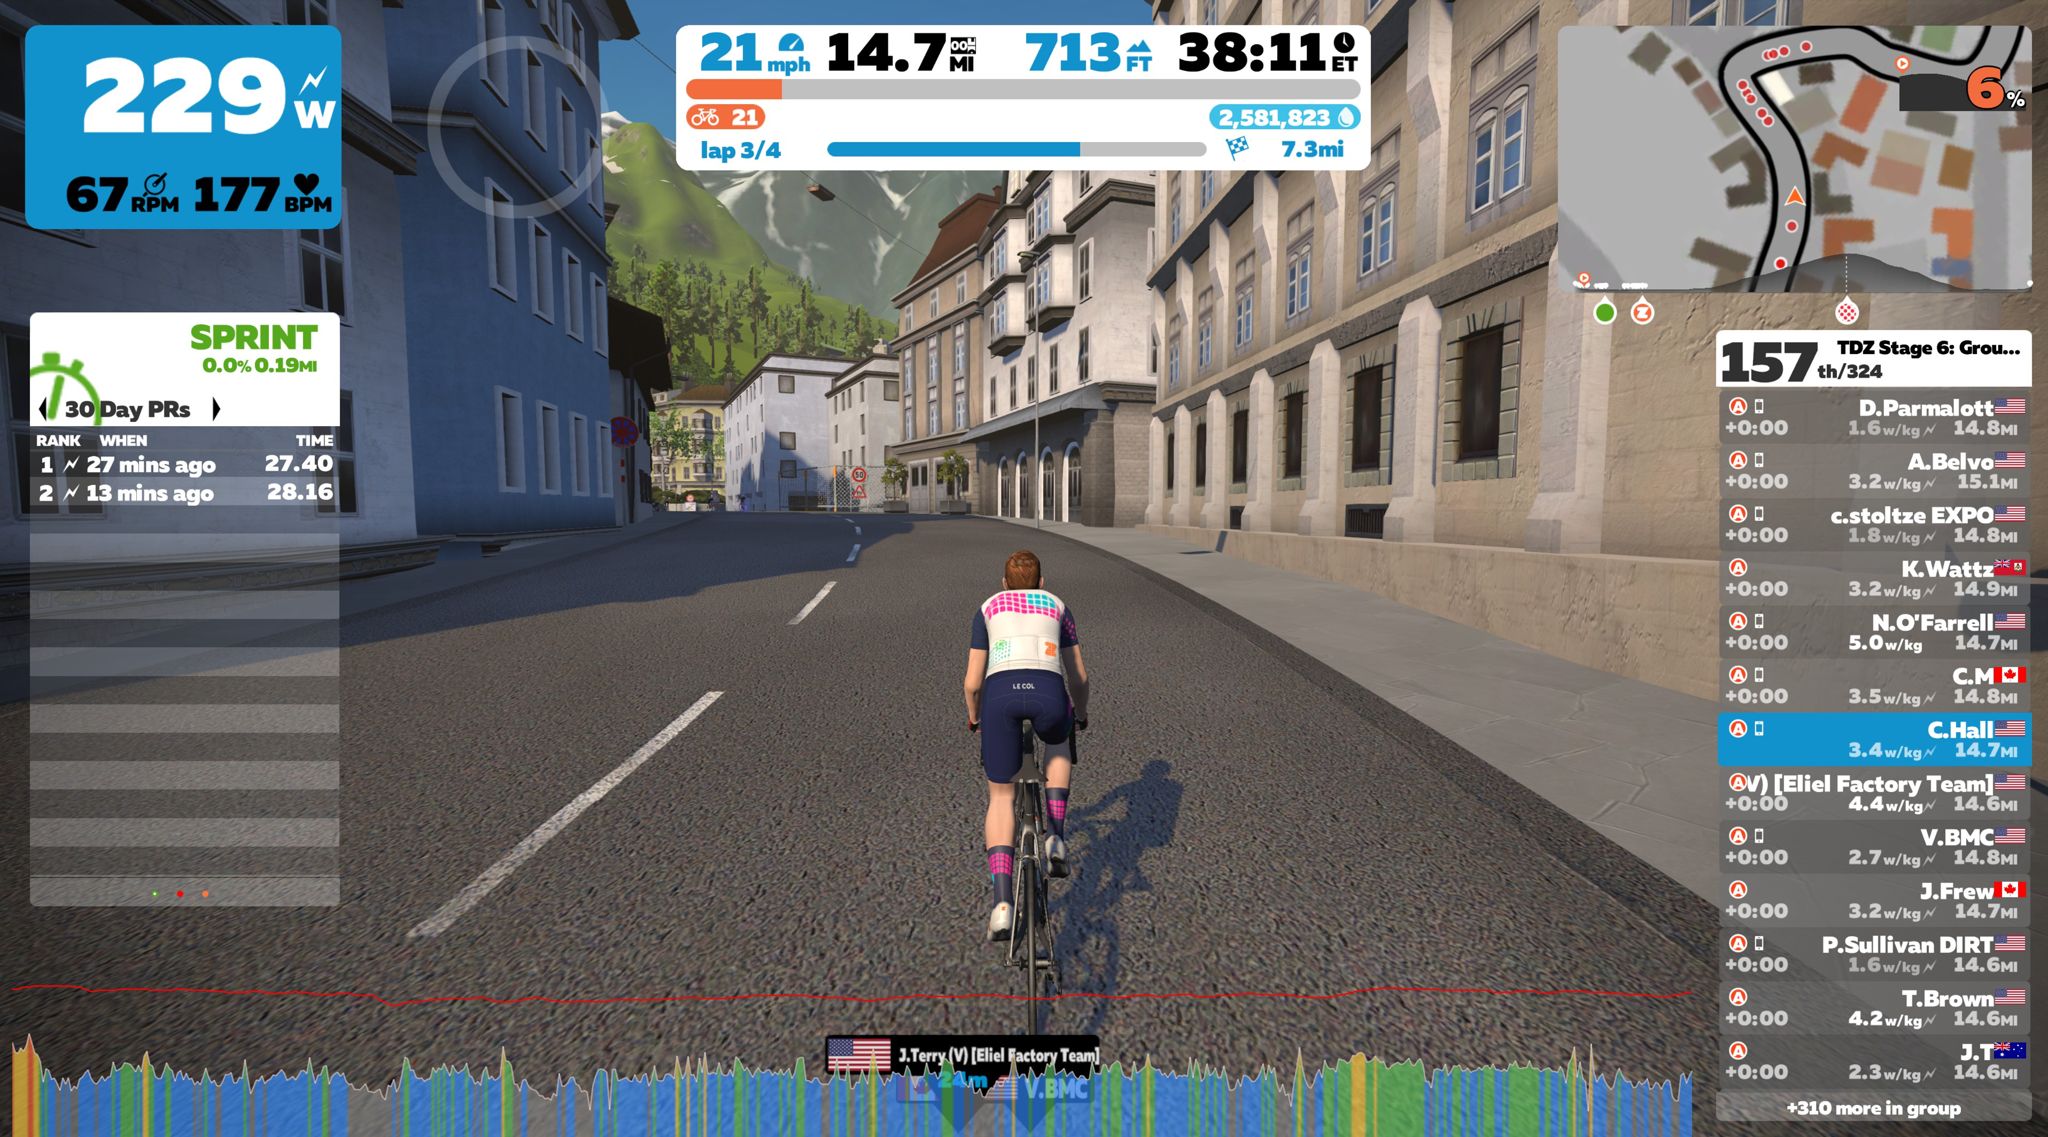 229 W
67 RPM 177 BPM
SPRINT
0.0% 0.19MI
30 Day PRs
RANK WHEN TIME
1 27 mins ago 27.40
2 13 mins ago 28.16
21 mph 14.7 MI 713 FT 38:11 ET
21 2,581,823
lap 3/4 7.3mi
6%
Z
157th/324 TDZ Stage 6: Grou...
A D.Parmalott
+0:00 1.6w/kg 14.8MI
A A.Belvo
+0:00 3.2w/kg 15.1MI
A c.stoltze EXPO
+0:00 1.8w/kg 14.8MI
A K.Wattz
+0:00 3.2w/kg 14.9MI
A N.O'Farrell
+0:00 5.0w/kg 14.7MI
A C.M
+0:00 3.5w/kg 14.8MI
A C.Hall
3.4w/kg 14.7MI
A V) [Eliel Factory Team]
+0:00 4.4w/kg 14.6MI
A V.BMC
+0:00 2.7w/kg 14.8MI
A J.Frew
+0:00 3.2w/kg 14.7MI
A P.Sullivan DIRT
+0:00 1.6w/kg 14.6MI
A T.Brown
+0:00 4.2w/kg 14.6MI
A J.T
+0:00 2.3w/kg 14.6MI
+310 more in group
50
LE COL
J.Terry (V) [Eliel Factory Team]
24m V.BMC